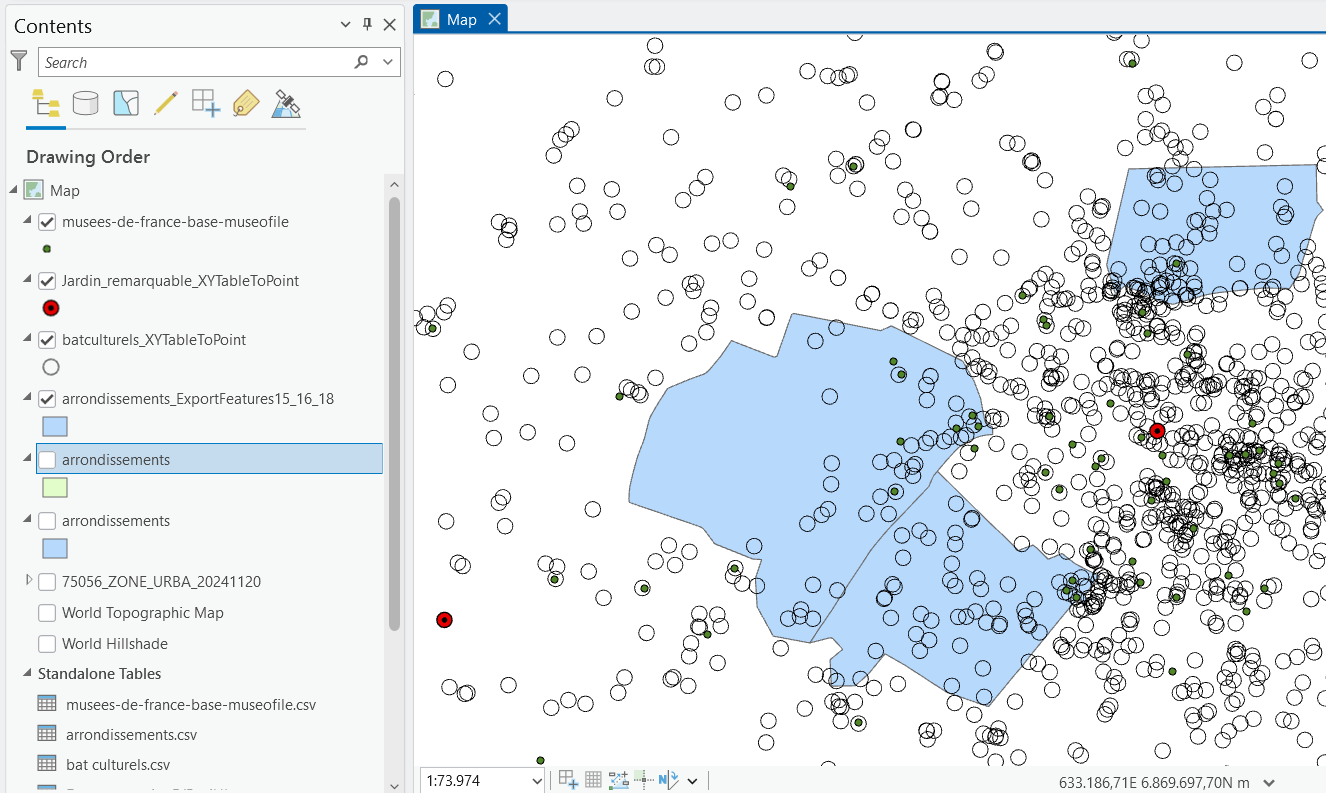 Contents
Search
Drawing Order
Map
musees-de-france-base-museofile
Jardin_remarquable_XYTableToPoint
batculturels_XYTableToPoint
arrondissements_ExportFeatures15_16_18
arrondissements
arrondissements
75056_ZONE_URBA_20241120
World Topographic Map
World Hillshade
Standalone Tables
musees-de-france-base-museofile.csv
arrondissements.csv
bat culturels.csv
Map
1:73.974
N
633.186,71E 6.869.697,70N m